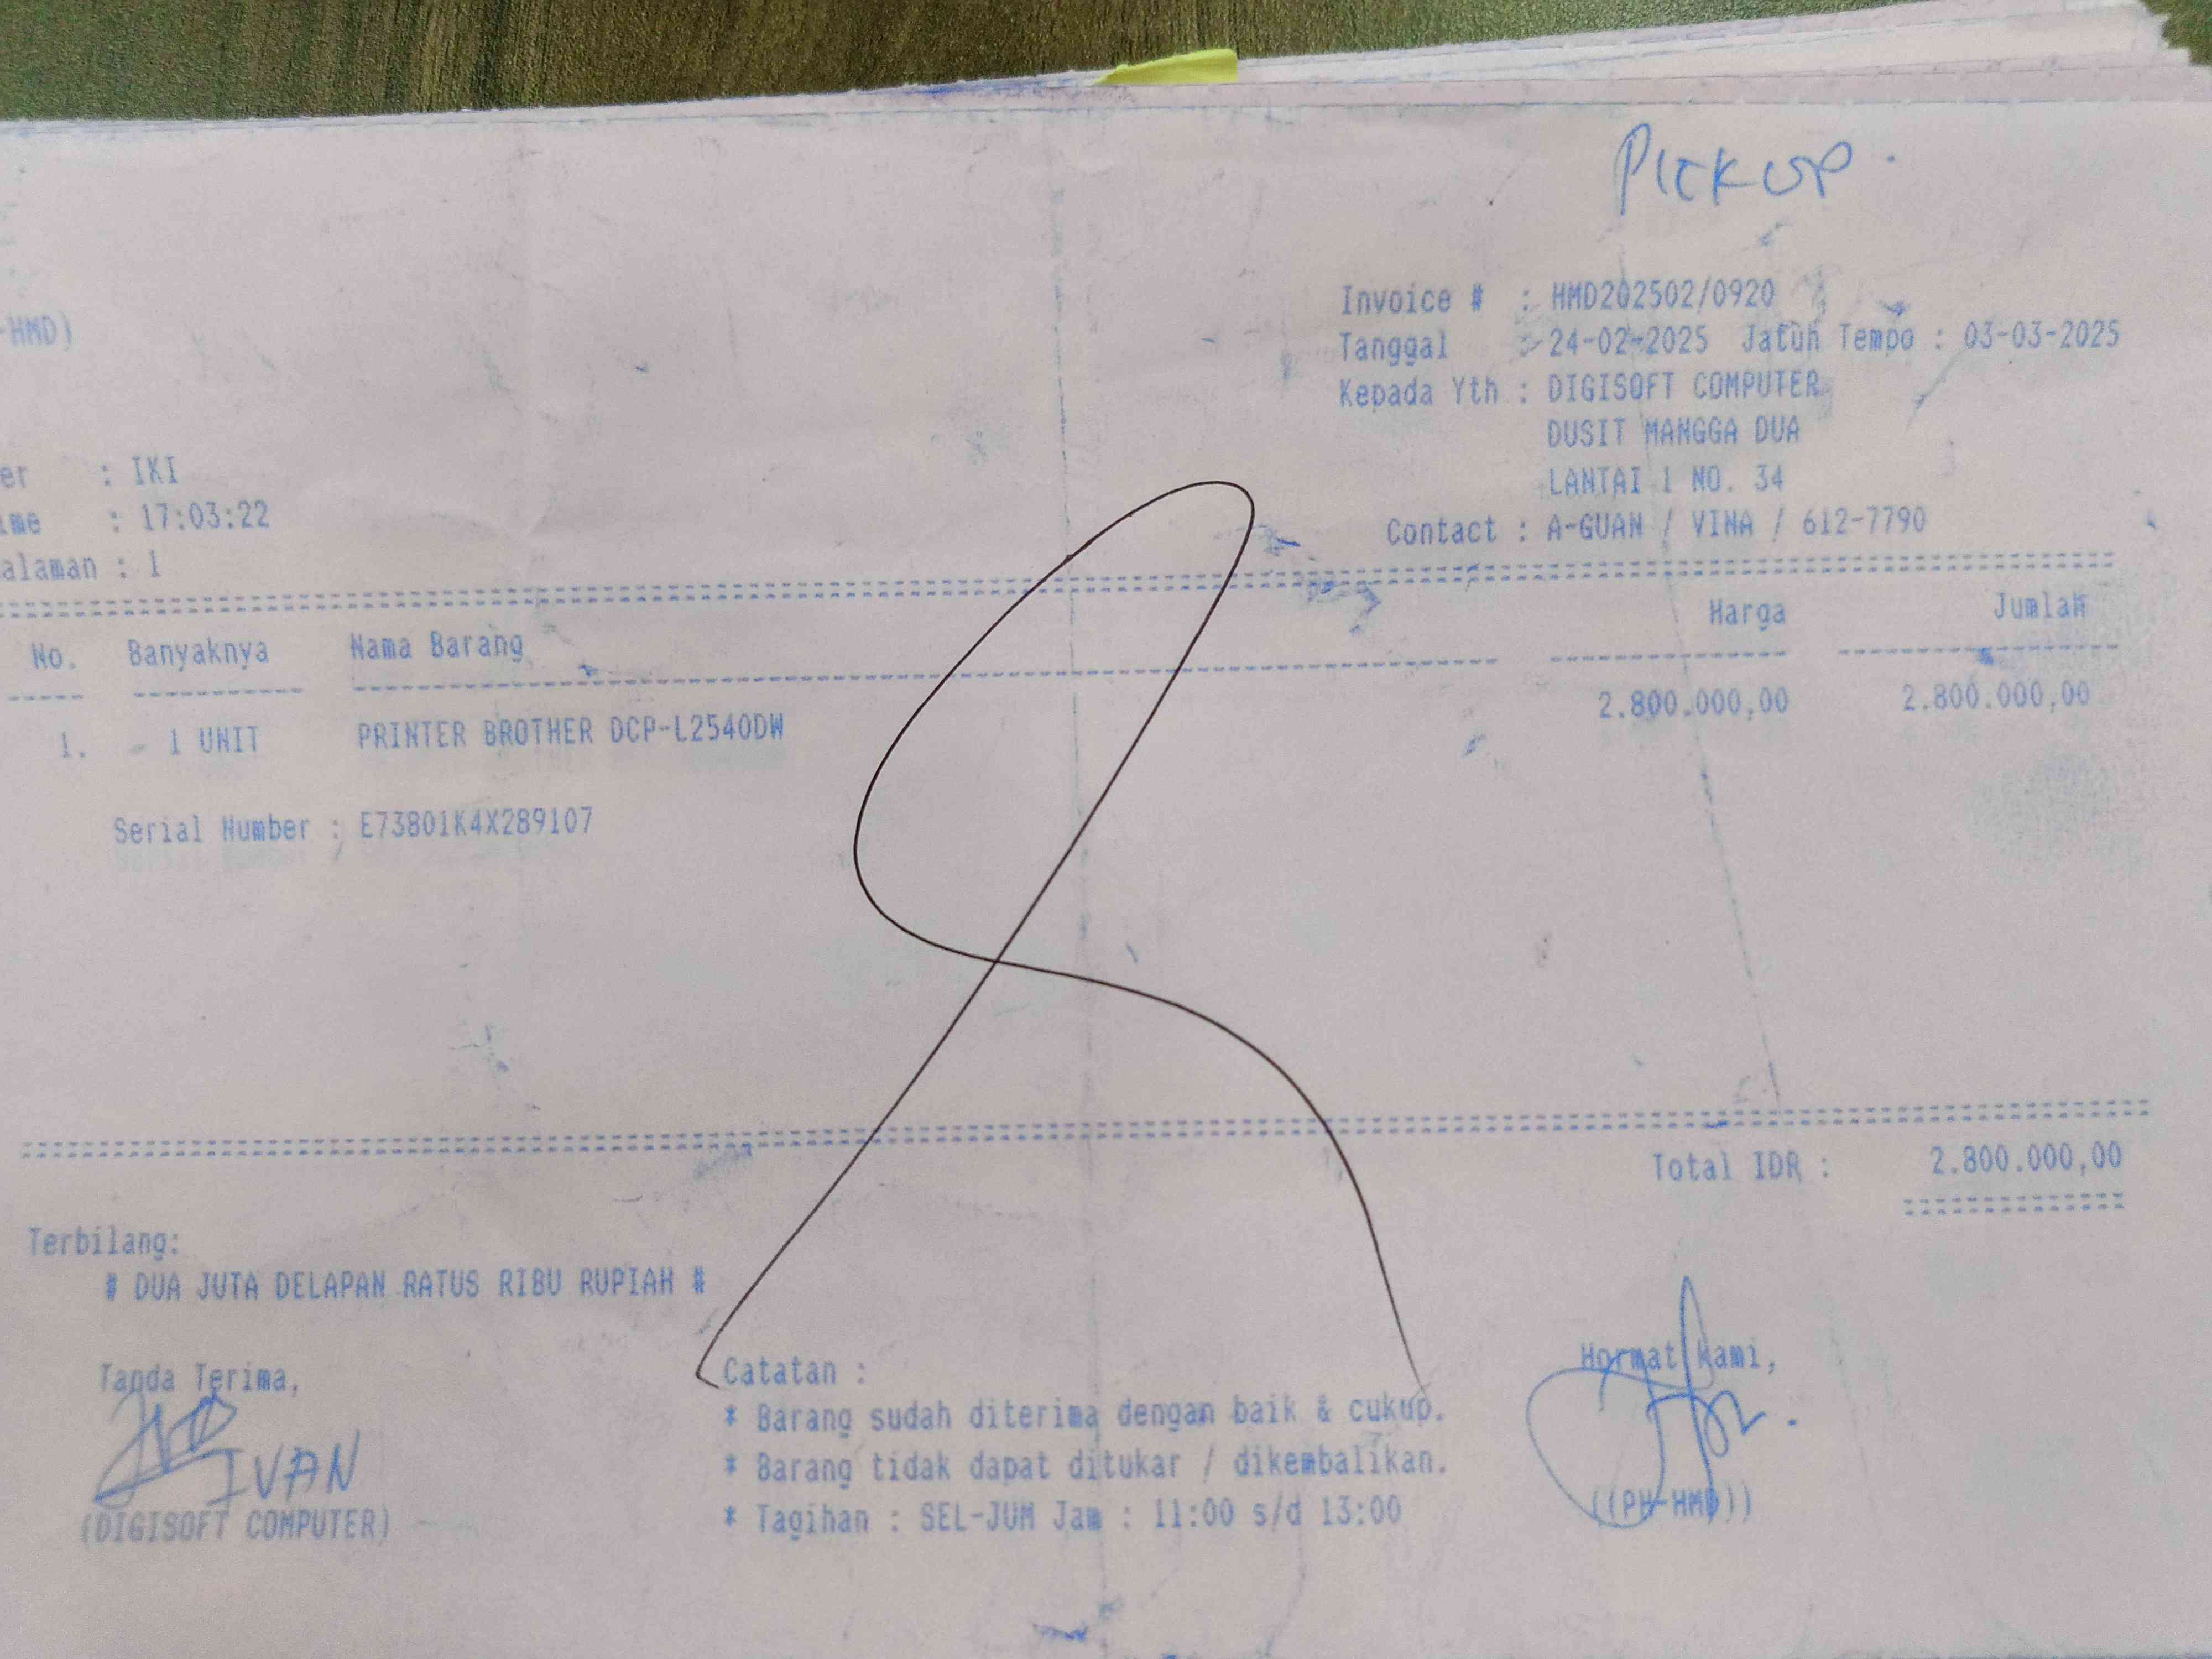 PICKUP.
-HMD)
Invoice # : HMD202502/0920
Tanggal : 24-02-2025 Jatuh Tempo : 03-03-2025
Kepada Yth : DIGISOFT COMPUTER
DUSIT MANGGA DUA
LANTAI 1 NO. 34
Contact : A-GUAN / VINA / 612-7790
er : IKI
ime : 17:03:22
alaman : 1
No. Banyaknya Nama Barang Harga Jumlah
1. 1 UNIT PRINTER BROTHER DCP-L2540DW 2.800.000,00 2.800.000,00
Serial Number : E73801K4X289107
Total IDR : 2.800.000,00
Terbilang:
# DUA JUTA DELAPAN RATUS RIBU RUPIAH #
Tanda Terima,
IVAN
(DIGISOFT COMPUTER)
Catatan :
* Barang sudah diterima dengan baik & cukup.
* Barang tidak dapat ditukar / dikembalikan.
* Tagihan : SEL-JUM Jam : 11:00 s/d 13:00
Hormat Kami,
((PH-HMD))